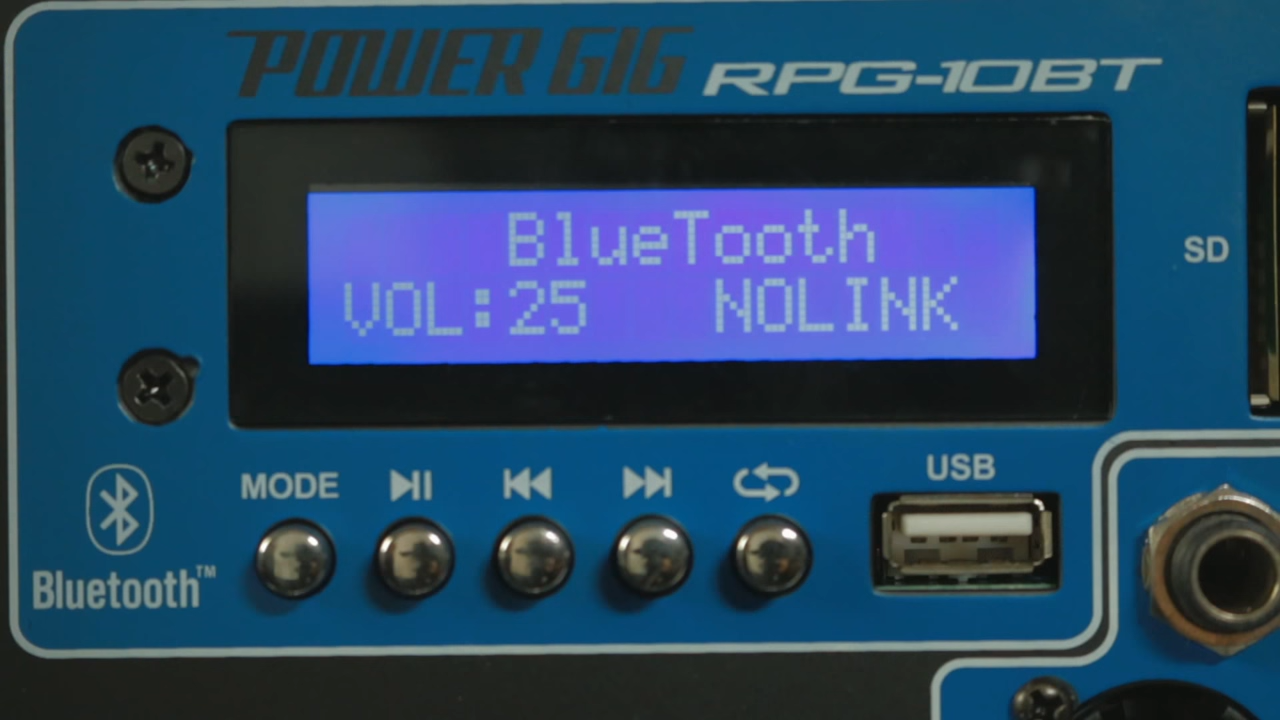 POWER GIG RPG-10BT
BlueTooth
VOL:25 NOLINK
SD
MODE
USB
Bluetooth™